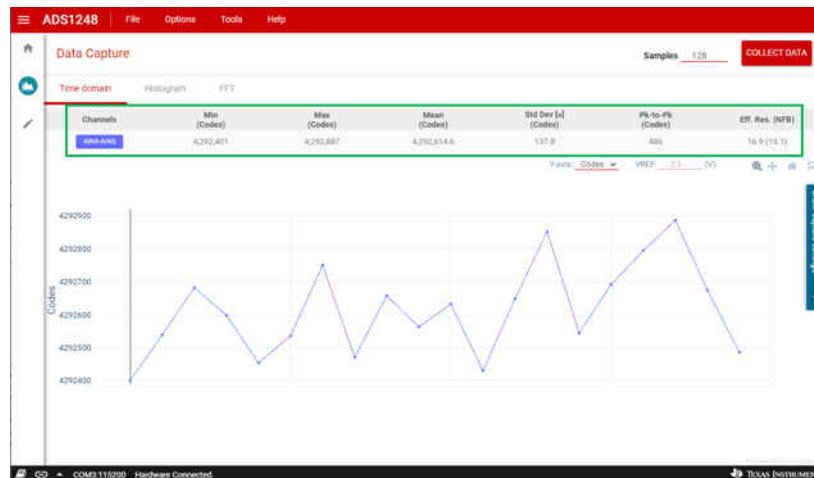 ADS1248 File Options Tools Help
Data Capture
Samples 128 COLLECT DATA
Time domain Histogram FFT
Channels Min (Codes) Max (Codes) Mean (Codes) Std Dev [σ] (Codes) Pk-to-Pk (Codes) Eff. Res. (NFB)
4,292,401 4,292,887 4,292,614.6 137.8 486 16.9 (15.1)
Y-axis: Codes VREF: (V)
4292900
4292800
4292700
4292600
4292500
4292400
Codes
COM3:115200 Hardware Connected. TEXAS INSTRUMEN